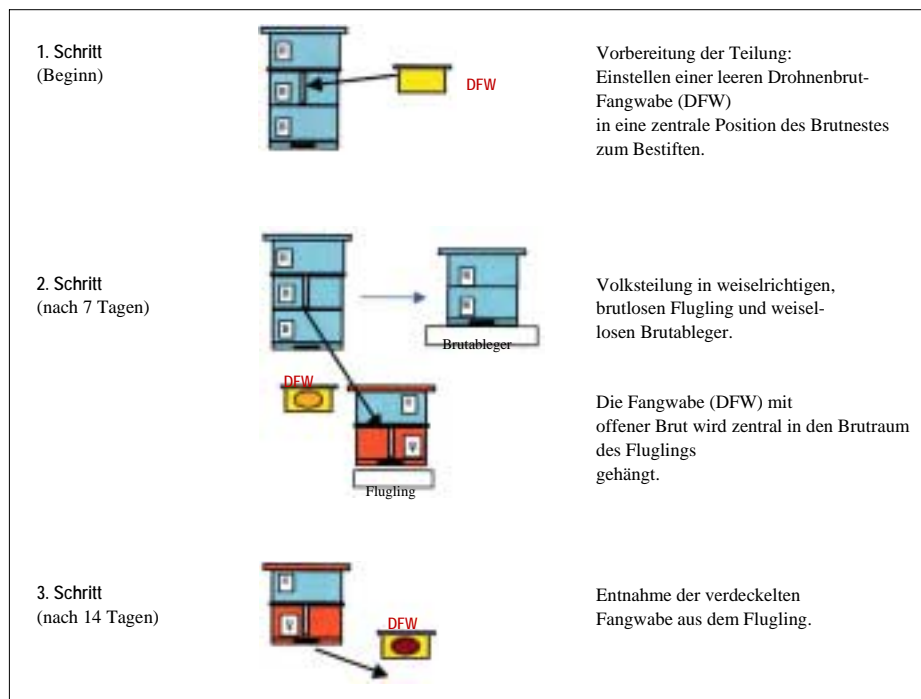 1. Schritt
(Beginn)
DFW
Vorbereitung der Teilung:
Einstellen einer leeren Drohnenbrut-
Fangwabe (DFW)
in eine zentrale Position des Brutnestes
zum Bestiften.
2. Schritt
(nach 7 Tagen)
Brutableger
DFW
Flugling
Volksteilung in weiselrichtigen,
brutlosen Flugling und weisel-
losen Brutableger.
Die Fangwabe (DFW) mit
offener Brut wird zentral in den Brutraum
des Fluglings
gehängt.
3. Schritt
(nach 14 Tagen)
DFW
Entnahme der verdeckelten
Fangwabe aus dem Flugling.